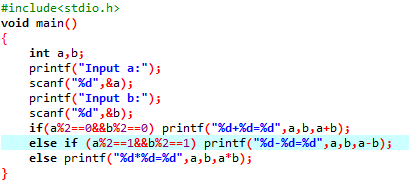 #include<stdio.h>
void main()
{
    int a,b;
    printf("Input a:");
    scanf("%d",&a);
    printf("Input b:");
    scanf("%d",&b);
    if(a%2==0&&b%2==0) printf("%d+%d=%d",a,b,a+b);
    else if (a%2==1&&b%2==1) printf("%d-%d=%d",a,b,a-b);
    else printf("%d*%d=%d",a,b,a*b);
}